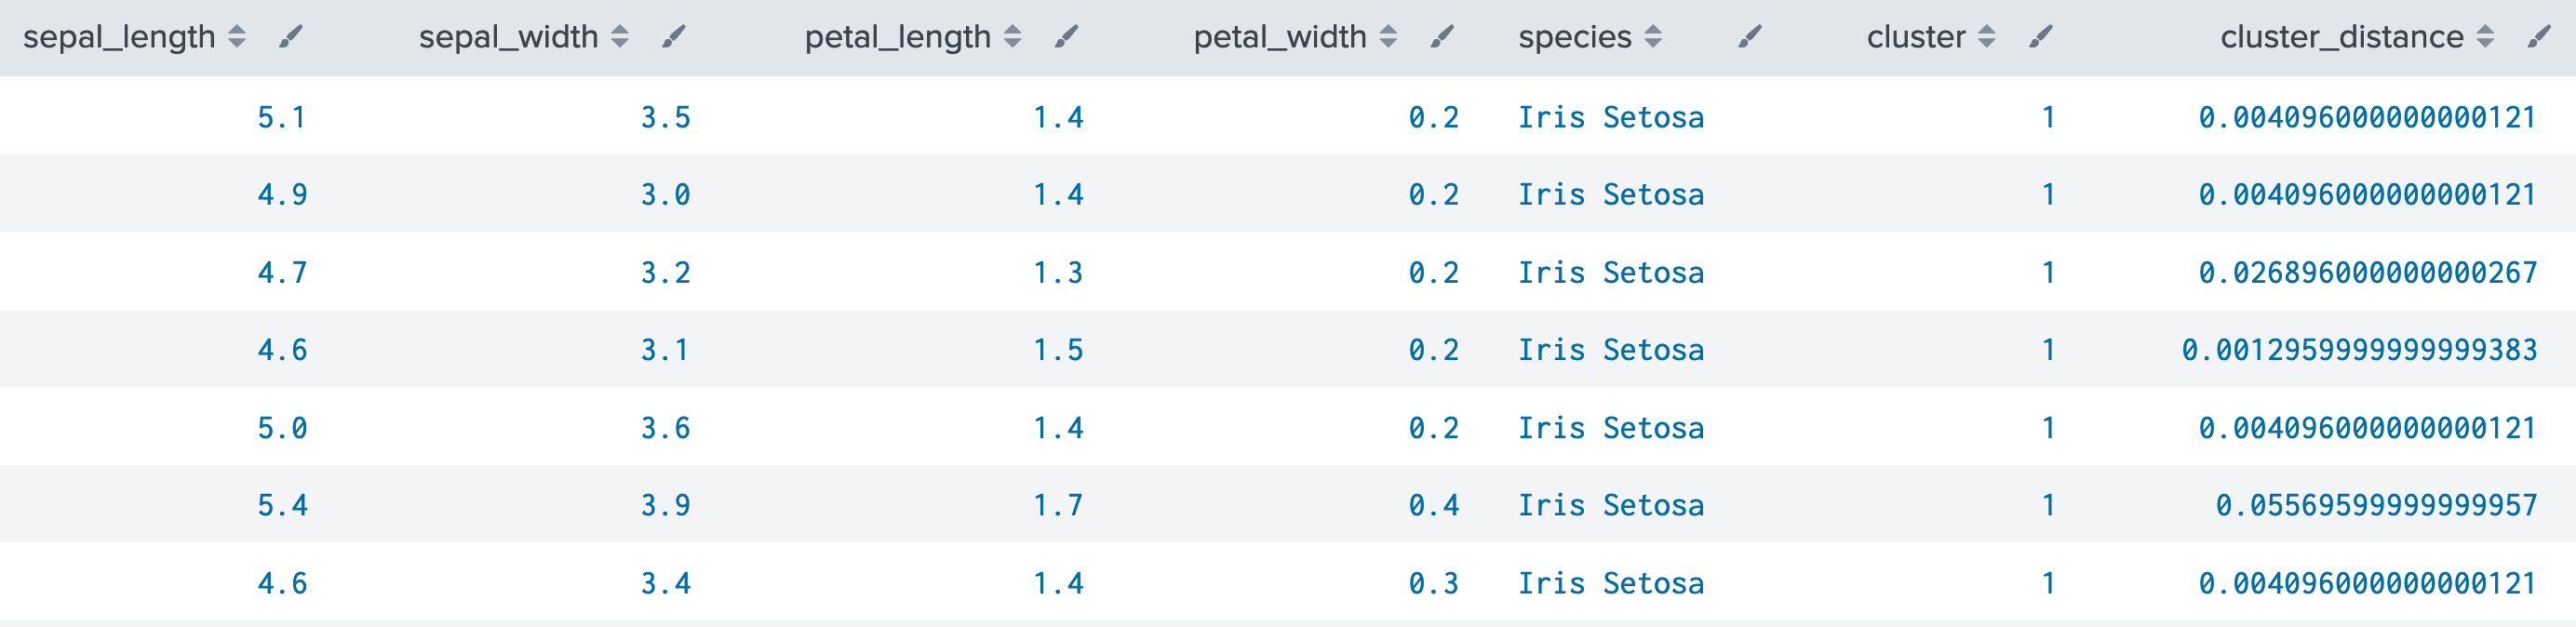 sepal_length sepal_width petal_length petal_width species cluster cluster_distance
5.1 3.5 1.4 0.2 Iris Setosa 1 0.004096000000000121
4.9 3.0 1.4 0.2 Iris Setosa 1 0.004096000000000121
4.7 3.2 1.3 0.2 Iris Setosa 1 0.026896000000000267
4.6 3.1 1.5 0.2 Iris Setosa 1 0.0012959999999999383
5.0 3.6 1.4 0.2 Iris Setosa 1 0.004096000000000121
5.4 3.9 1.7 0.4 Iris Setosa 1 0.05569599999999957
4.6 3.4 1.4 0.3 Iris Setosa 1 0.004096000000000121